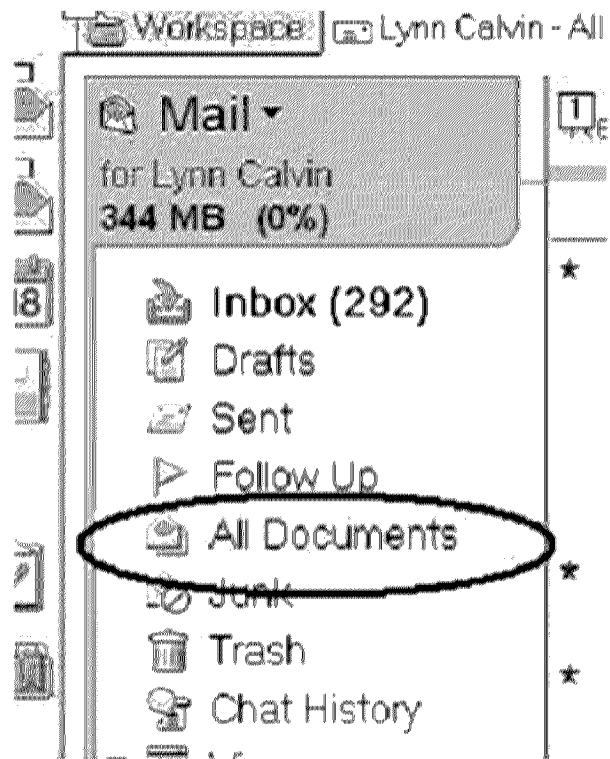 Workspace Lynn Calvin - All
Mail
for Lynn Calvin
344 MB (0%)
Inbox (292)
Drafts
Sent
Follow Up
All Documents
Junk
Trash
Chat History